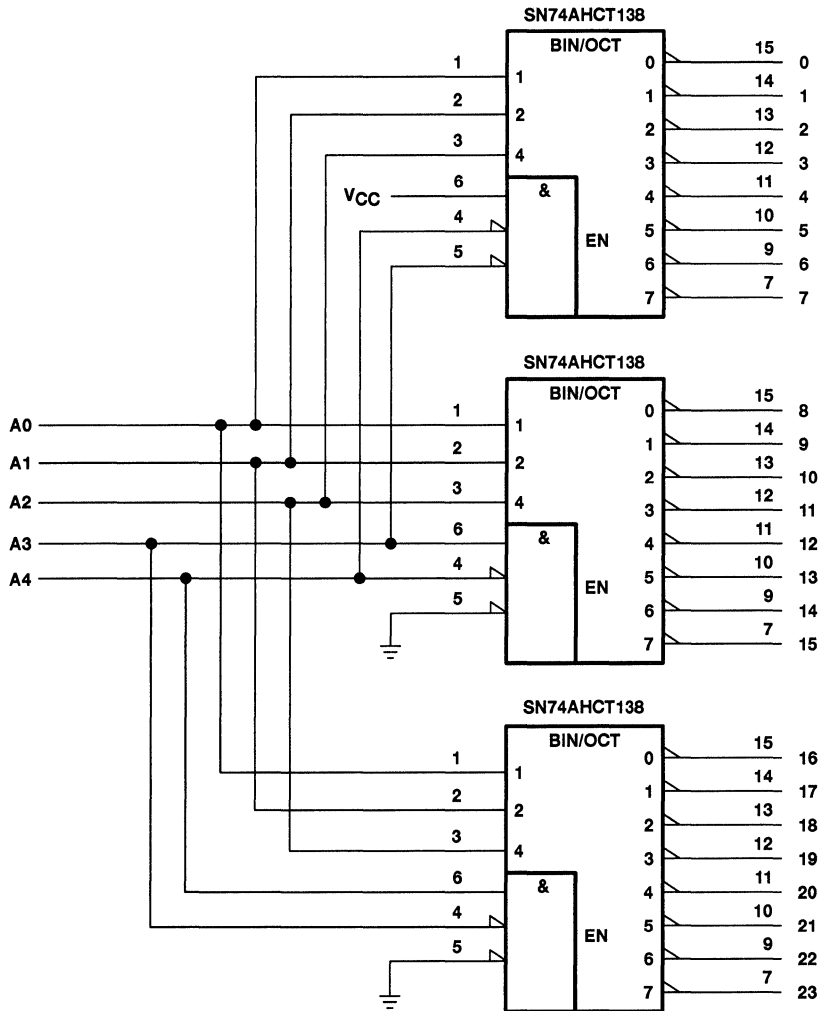 SN74AHCT138
BIN/OCT
1 1
2 2
3 4
VCC 6 &
4
5
EN
0 15 0
1 14 1
2 13 2
3 12 3
4 11 4
5 10 5
6 9 6
7 7 7
SN74AHCT138
BIN/OCT
A0 1 1
A1 2 2
A2 3 4
A3 6 &
A4 4
5
EN
0 15 8
1 14 9
2 13 10
3 12 11
4 11 12
5 10 13
6 9 14
7 7 15
SN74AHCT138
BIN/OCT
1 1
2 2
3 4
6 &
4
5
EN
0 15 16
1 14 17
2 13 18
3 12 19
4 11 20
5 10 21
6 9 22
7 7 23